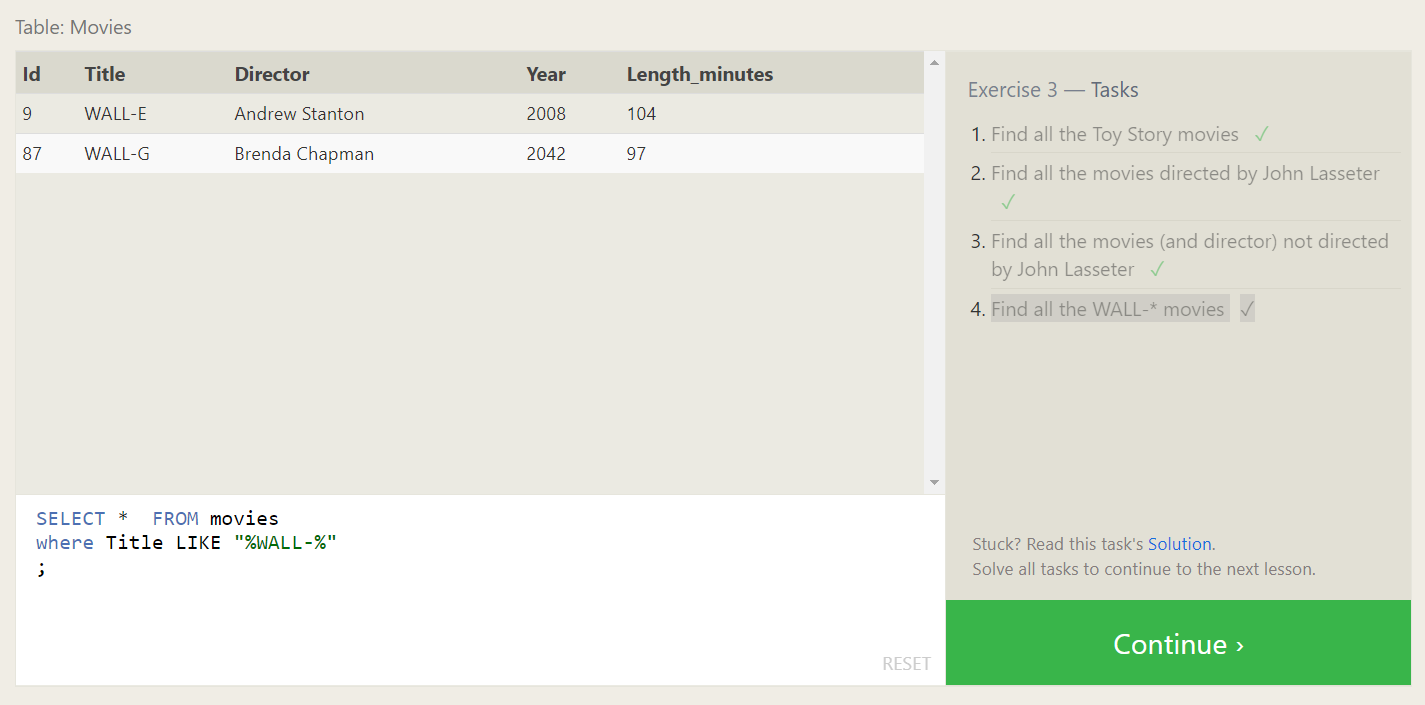 Table: Movies
Id Title Director Year Length_minutes
9 WALL-E Andrew Stanton 2008 104
87 WALL-G Brenda Chapman 2042 97
SELECT *  FROM movies
where Title LIKE "%WALL-%"
;
RESET
Exercise 3 — Tasks
1. Find all the Toy Story movies ✓
2. Find all the movies directed by John Lasseter
✓
3. Find all the movies (and director) not directed
by John Lasseter ✓
4. Find all the WALL-* movies ✓
Stuck? Read this task's Solution.
Solve all tasks to continue to the next lesson.
Continue ›